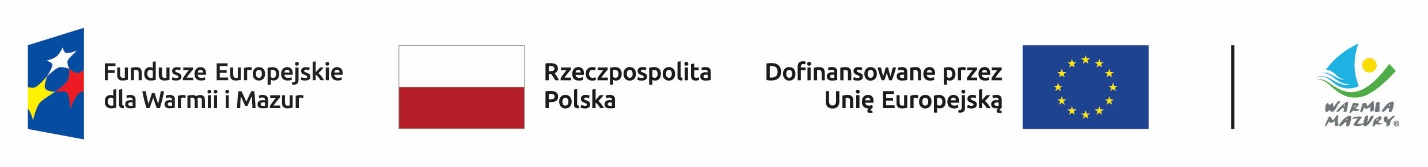 Fundusze Europejskie
dla Warmii i Mazur
Rzeczpospolita
Polska
Dofinansowane przez
Unię Europejską
WARMIA
MAZURY®